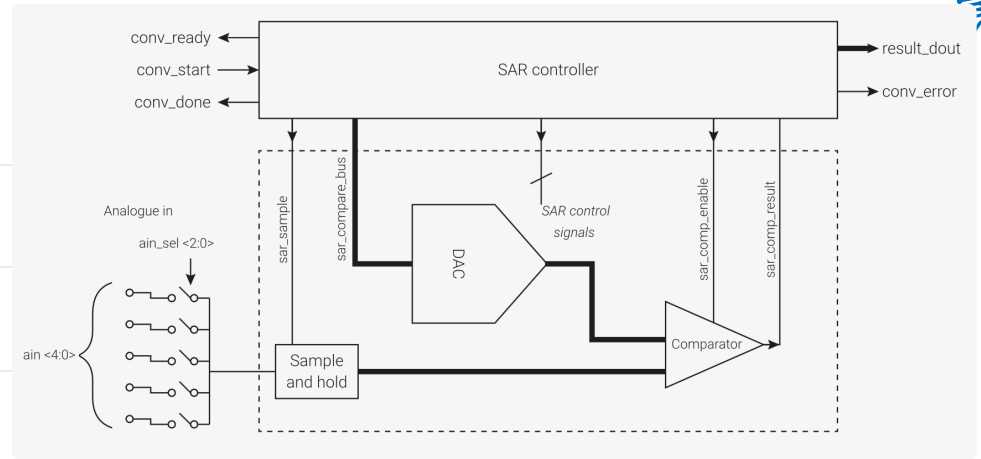 conv_ready
conv_start
conv_done
SAR controller
result_dout
conv_error
sar_sample
sar_compare_bus
SAR control
signals
sar_comp_enable
sar_comp_result
Analogue in
ain_sel <2:0>
DAC
ain <4:0>
Sample
and hold
Comparator